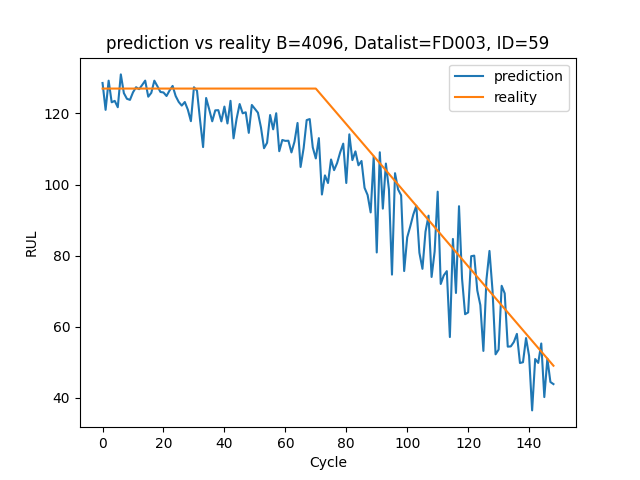 prediction vs reality B=4096, Datalist=FD003, ID=59
prediction
reality
120
100
80
60
40
RUL
0 20 40 60 80 100 120 140
Cycle